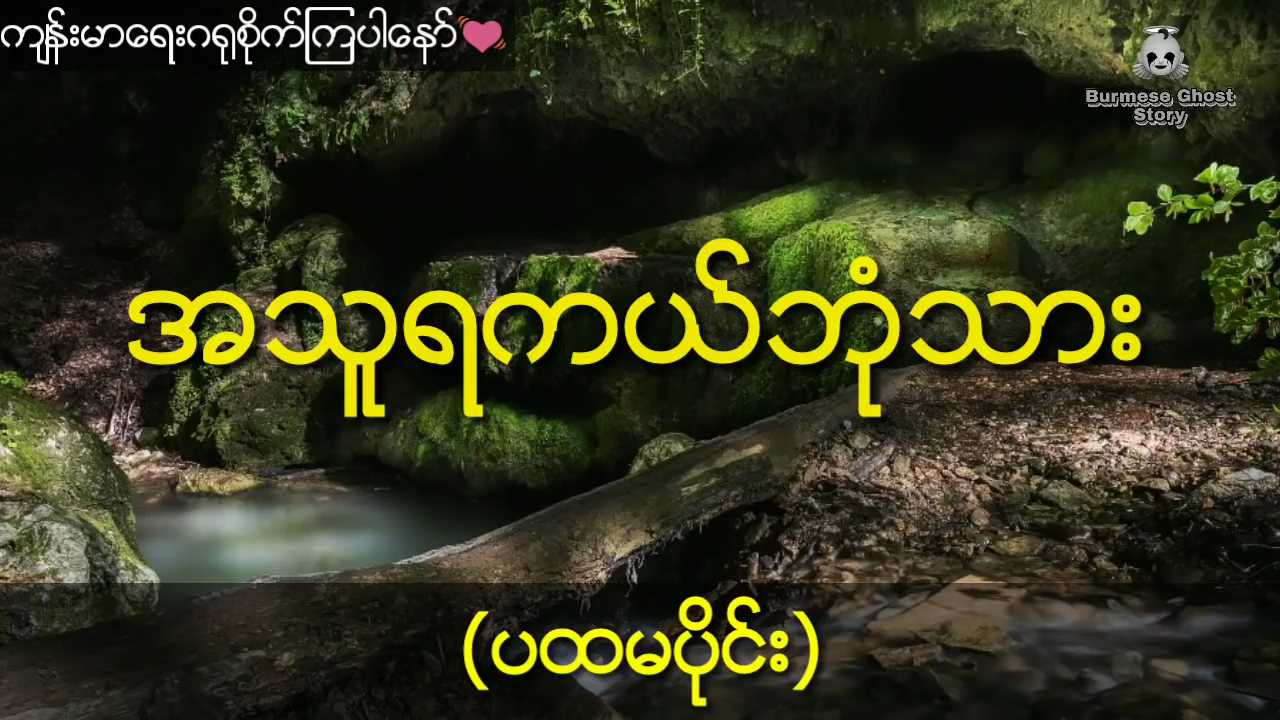 ကျန်းမာရေးဂရုစိုက်ကြပါနော်💓
Burmese Ghost
Story
အသူရကယ်ဘုံသား
(ပထမပိုင်း)